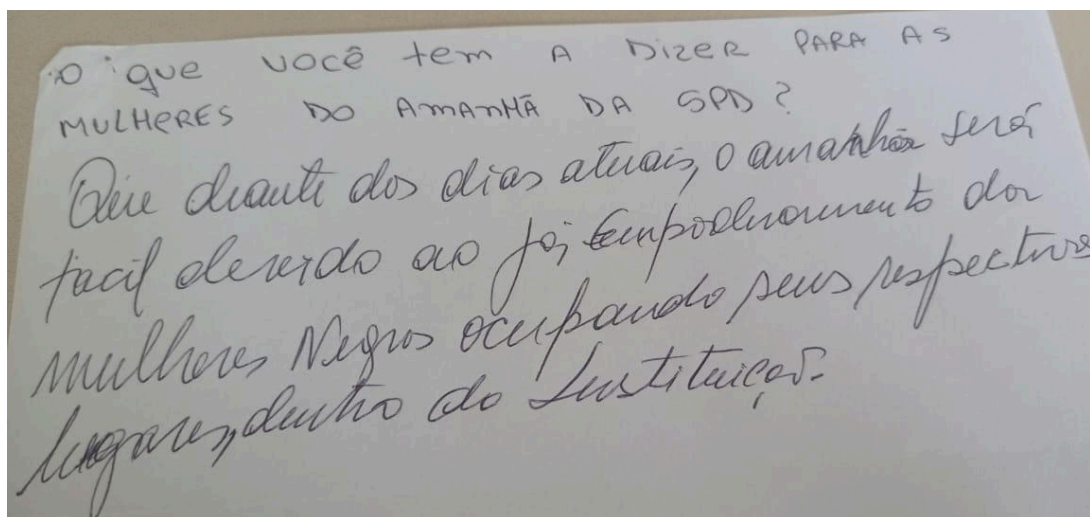 O que você tem A Dizer PARA AS
MULHERES DO AMANHÃ DA SPD?
Que diante dos dias atuais, o amanhã será
facil devido ao já Empoderamento das
mulheres Negras ocupando seus respectivos
lugares, dentro da Instituição.